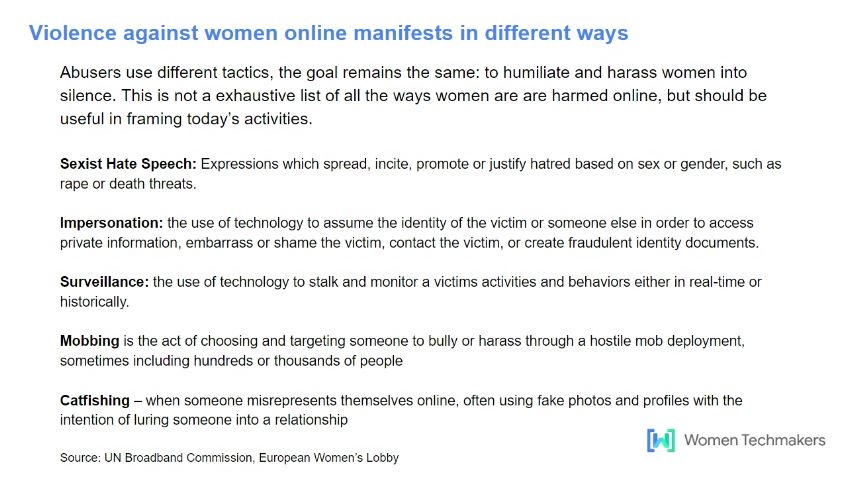 Violence against women online manifests in different ways
Abusers use different tactics, the goal remains the same: to humiliate and harass women into
silence. This is not a exhaustive list of all the ways women are are harmed online, but should be
useful in framing today's activities.
Sexist Hate Speech: Expressions which spread, incite, promote or justify hatred based on sex or gender, such as
rape or death threats.
Impersonation: the use of technology to assume the identity of the victim or someone else in order to access
private information, embarrass or shame the victim, contact the victim, or create fraudulent identity documents.
Surveillance: the use of technology to stalk and monitor a victims activities and behaviors either in real-time or
historically.
Mobbing is the act of choosing and targeting someone to bully or harass through a hostile mob deployment,
sometimes including hundreds or thousands of people
Catfishing – when someone misrepresents themselves online, often using fake photos and profiles with the
intention of luring someone into a relationship
[W] Women Techmakers
Source: UN Broadband Commission, European Women's Lobby